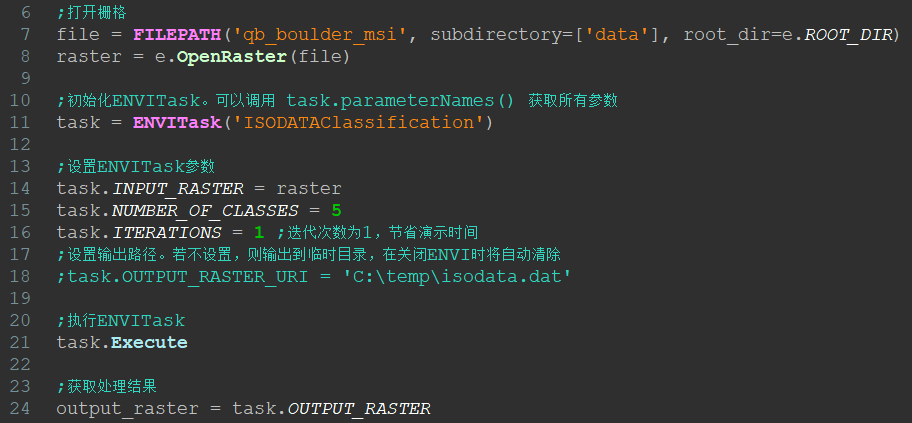 6 ;打开栅格
7 file = FILEPATH('qb_boulder_msi', subdirectory=['data'], root_dir=e.ROOT_DIR)
8 raster = e.OpenRaster(file)
9
10 ;初始化ENVITask。可以调用 task.parameterNames() 获取所有参数
11 task = ENVITask('ISODATAClassification')
12
13 ;设置ENVITask参数
14 task.INPUT_RASTER = raster
15 task.NUMBER_OF_CLASSES = 5
16 task.ITERATIONS = 1 ;迭代次数为1，节省演示时间
17 ;设置输出路径。若不设置，则输出到临时目录，在关闭ENVI时将自动清除
18 ;task.OUTPUT_RASTER_URI = 'C:\temp\isodata.dat'
19
20 ;执行ENVITask
21 task.Execute
22
23 ;获取处理结果
24 output_raster = task.OUTPUT_RASTER